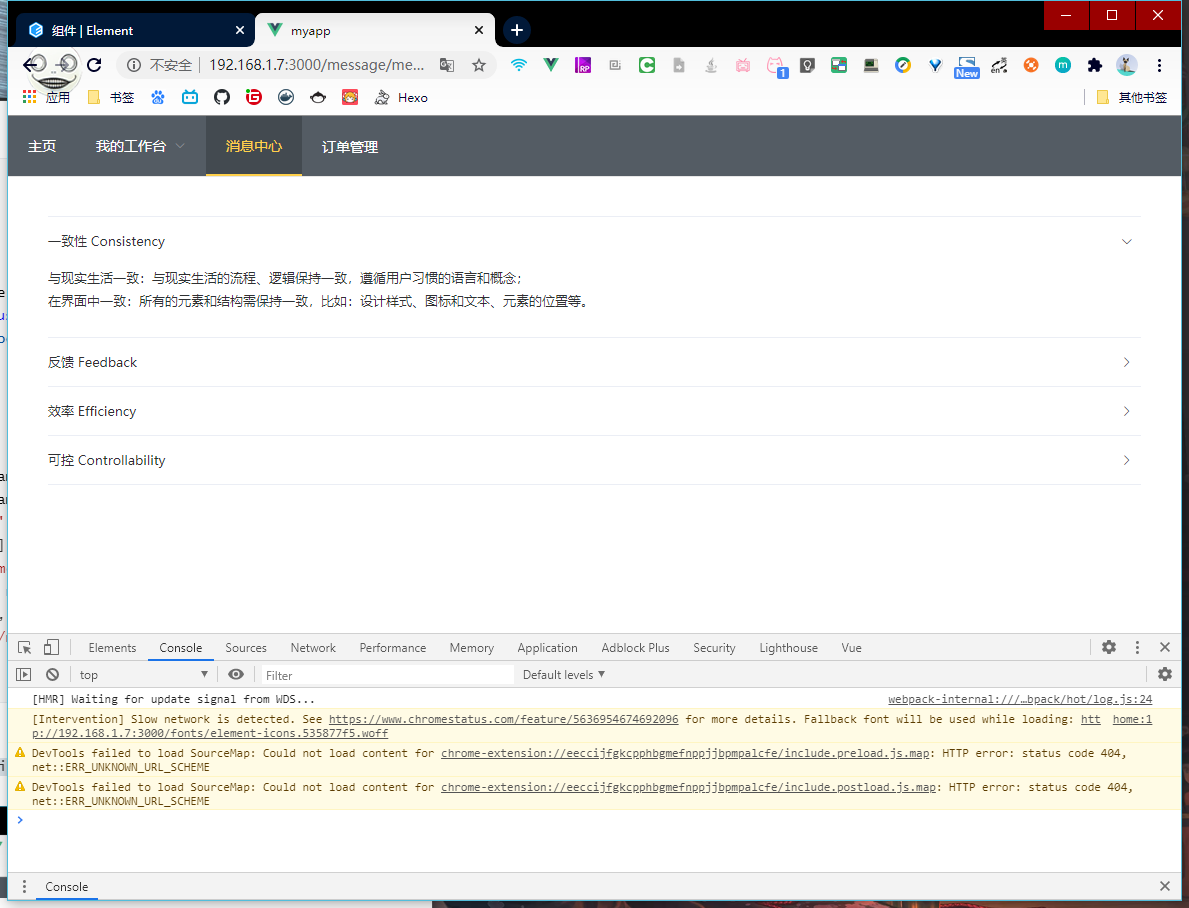 组件 | Element
myapp
不安全
192.168.1.7:3000/message/me...
1
New
en
m
RP
应用
书签
Hexo
其他书签
主页
我的工作台
消息中心
订单管理
一致性 Consistency
与现实生活一致：与现实生活的流程、逻辑保持一致，遵循用户习惯的语言和概念；
在界面中一致：所有的元素和结构需保持一致，比如：设计样式、图标和文本、元素的位置等。
反馈 Feedback
效率 Efficiency
可控 Controllability
Elements Console Sources Network Performance Memory Application Adblock Plus Security Lighthouse Vue
top
Filter
Default levels
[HMR] Waiting for update signal from WDS... webpack-internal:///…bpack/hot/log.js:24
[Intervention] Slow network is detected. See https://www.chromestatus.com/feature/5636954674692096 for more details. Fallback font will be used while loading: htt home:1
p://192.168.1.7:3000/fonts/element-icons.535877f5.woff
DevTools failed to load SourceMap: Could not load content for chrome-extension://eeccijfgkcpphbgmefnppjjbpmpalcfe/include.preload.js.map: HTTP error: status code 404,
net::ERR_UNKNOWN_URL_SCHEME
DevTools failed to load SourceMap: Could not load content for chrome-extension://eeccijfgkcpphbgmefnppjjbpmpalcfe/include.postload.js.map: HTTP error: status code 404,
net::ERR_UNKNOWN_URL_SCHEME
Console